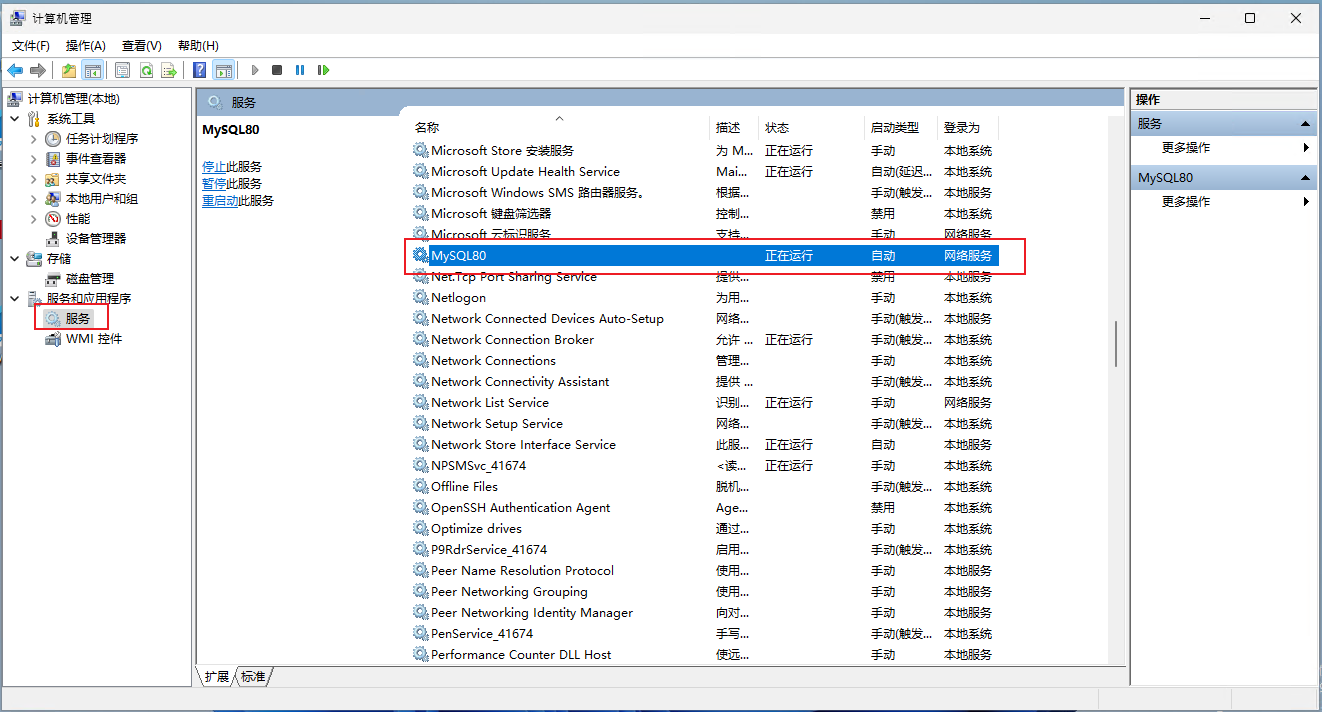 计算机管理
文件(F) 操作(A) 查看(V) 帮助(H)
计算机管理(本地)
系统工具
任务计划程序
事件查看器
共享文件夹
本地用户和组
性能
设备管理器
存储
磁盘管理
服务和应用程序
服务
WMI 控件
服务
MySQL80
停止此服务
暂停此服务
重启动此服务
名称 描述 状态 启动类型 登录为
Microsoft Store 安装服务 为 M... 正在运行 手动 本地系统
Microsoft Update Health Service Mai... 正在运行 自动(延迟... 本地系统
Microsoft Windows SMS 路由器服务。 根据... 手动(触发... 本地系统
Microsoft 键盘筛选器 控制... 禁用 本地系统
Microsoft 云标识服务 支持... 手动 网络服务
MySQL80 正在运行 自动 网络服务
Net.Tcp Port Sharing Service 提供... 禁用 本地服务
Netlogon 为用... 手动 本地系统
Network Connected Devices Auto-Setup 网络... 手动(触发... 本地服务
Network Connection Broker 允许 ... 正在运行 手动(触发... 本地系统
Network Connections 管理... 手动 本地系统
Network Connectivity Assistant 提供 ... 手动(触发... 本地系统
Network List Service 识别... 正在运行 手动 网络服务
Network Setup Service 网络... 手动(触发... 本地系统
Network Store Interface Service 此服... 正在运行 自动 本地服务
NPSMSvc_41674 <读... 正在运行 手动 本地系统
Offline Files 脱机... 手动(触发... 本地系统
OpenSSH Authentication Agent Age... 禁用 本地系统
Optimize drives 通过... 手动 本地系统
P9RdrService_41674 启用... 手动(触发... 本地系统
Peer Name Resolution Protocol 使用... 手动 本地服务
Peer Networking Grouping 使用... 手动 本地服务
Peer Networking Identity Manager 向对... 手动 本地服务
PenService_41674 手写... 手动(触发... 本地系统
Performance Counter DLL Host 使远... 手动 本地服务
扩展 标准
操作
服务
更多操作
MySQL80
更多操作